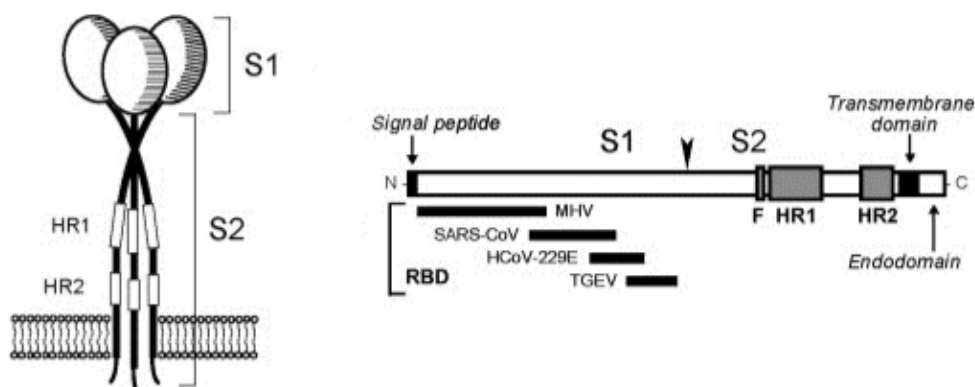 S1
HR1
S2
HR2
Signal peptide
Transmembrane
domain
S1
S2
N
C
MHV
F
HR1
HR2
SARS-CoV
HCoV-229E
RBD
TGEV
Endodomain